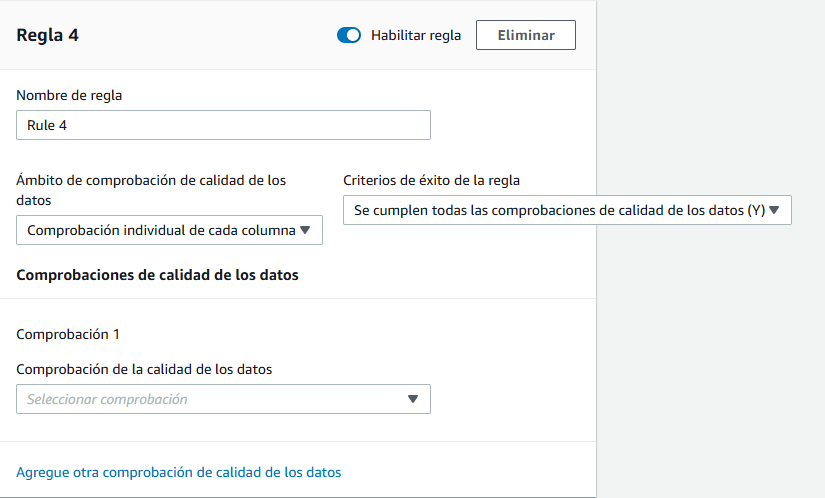 Regla 4
Habilitar regla
Eliminar
Nombre de regla
Rule 4
Ámbito de comprobación de calidad de los
datos
Criterios de éxito de la regla
Comprobación individual de cada columna
Se cumplen todas las comprobaciones de calidad de los datos (Y)
Comprobaciones de calidad de los datos
Comprobación 1
Comprobación de la calidad de los datos
Seleccionar comprobación
Agregue otra comprobación de calidad de los datos